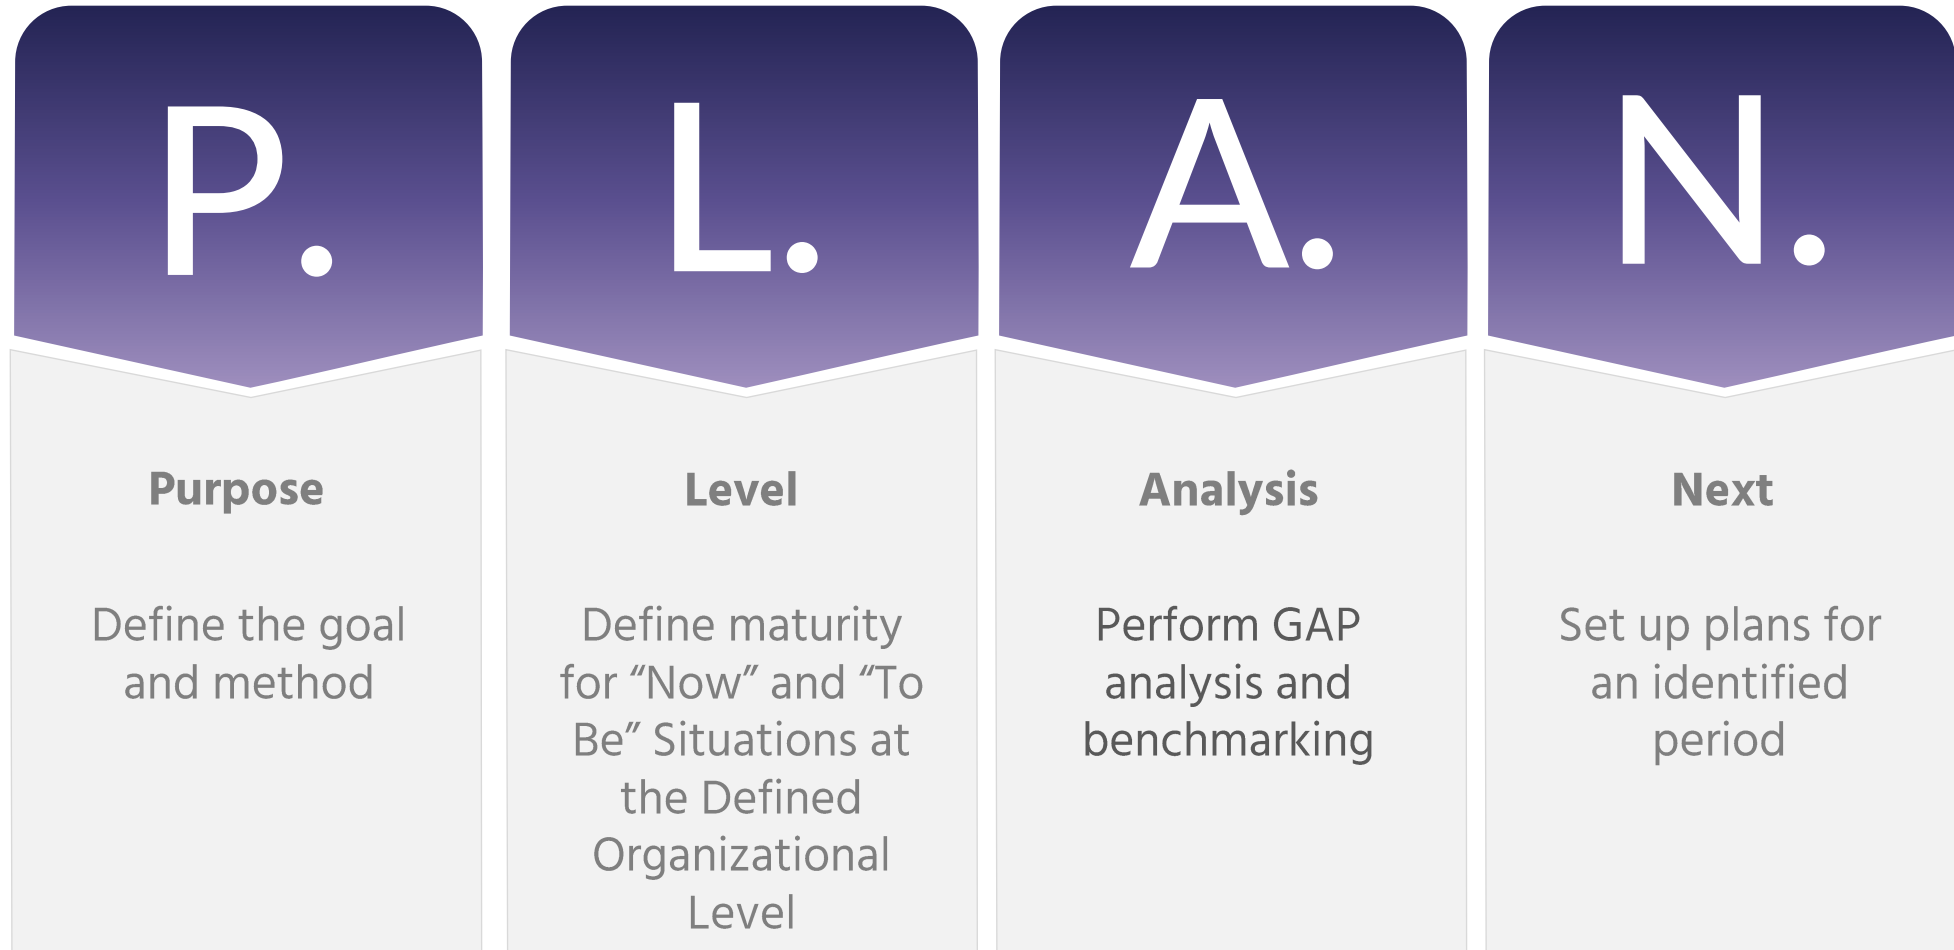 P.
L.
A.
N.
Purpose
Define the goal
and method
Level
Define maturity
for “Now” and “To
Be” Situations at
the Defined
Organizational
Level
Analysis
Perform GAP
analysis and
benchmarking
Next
Set up plans for
an identified
period